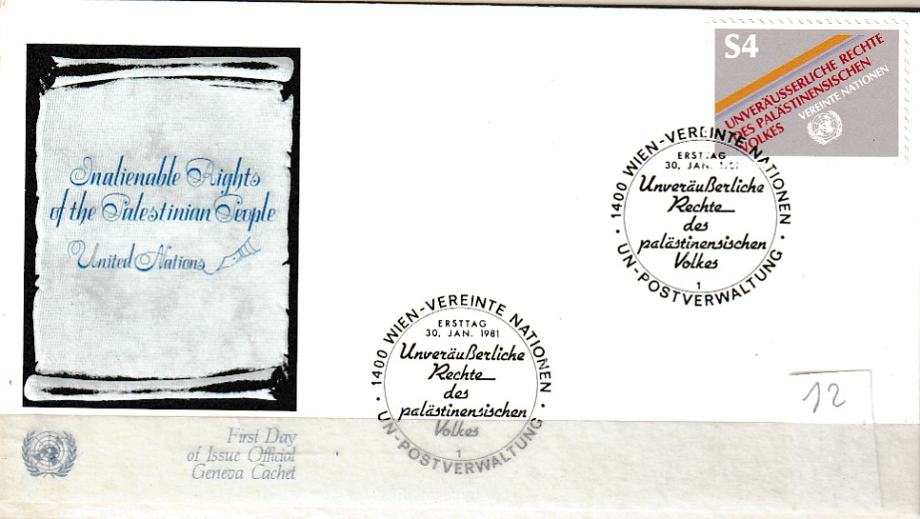 S4
UNVERÄUSSERLICHE RECHTE
DES PALÄSTINENSISCHEN
VOLKES
VEREINTE NATIONEN
1400 WIEN-VEREINTE NATIONEN
ERSTTAG
30. JAN.
Unveräußerliche
Rechte
des
palästinensischen
Volkes
1
UN-POSTVERWALTUNG
Inalienable Rights
of the Palestinian People
United Nations
1400 WIEN-VEREINTE NATIONEN
ERSTTAG
30. JAN. 1981
Unveräußerliche
Rechte
des
palästinensischen
Volkes
1
UN-POSTVERWALTUNG
12
First Day
of Issue Official
Geneva Cachet